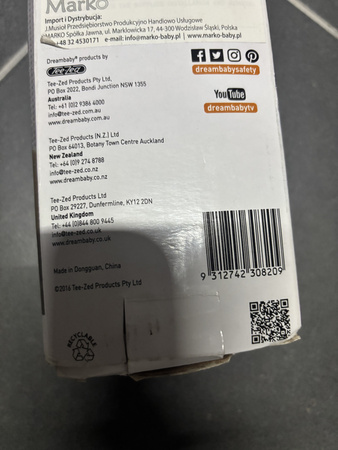 Marko
Import i Dystrybucja:
J.Musioł Przedsiębiorstwo Produkcyjno Handlowo Usługowe
MARKO Spółka Jawna, ul. Marklowicka 17, 44-300 Wodzisław Śląski, Polska
+48 32 4530171 e-mail: info@marko-baby.pl | www.marko-baby.pl
Dreambaby® products by
Tee-Zed
Tee-Zed Products Pty Ltd,
PO Box 2022, Bondi Junction NSW 1355
Australia
Tel: +61 (0)2 9386 4000
info@tee-zed.com.au
www.dreambaby.com.au
dreambabysafety
YouTube
dreambabytv
Tee-Zed Products (N.Z.) Ltd
PO Box 64013, Botany Town Centre Auckland
New Zealand
Tel: +64 (0)9 274 8788
info@tee-zed.co.nz
www.dreambaby.co.nz
Tee-Zed Products Ltd
PO Box 29227, Dunfermline, KY12 2DN
United Kingdom
Tel: +44 (0)844 800 9445
info@tee-zed.co.uk
www.dreambaby.co.uk
9 312742 308209
Made in Dongguan, China
©2016 Tee-Zed Products Pty Ltd
RECYCLABLE